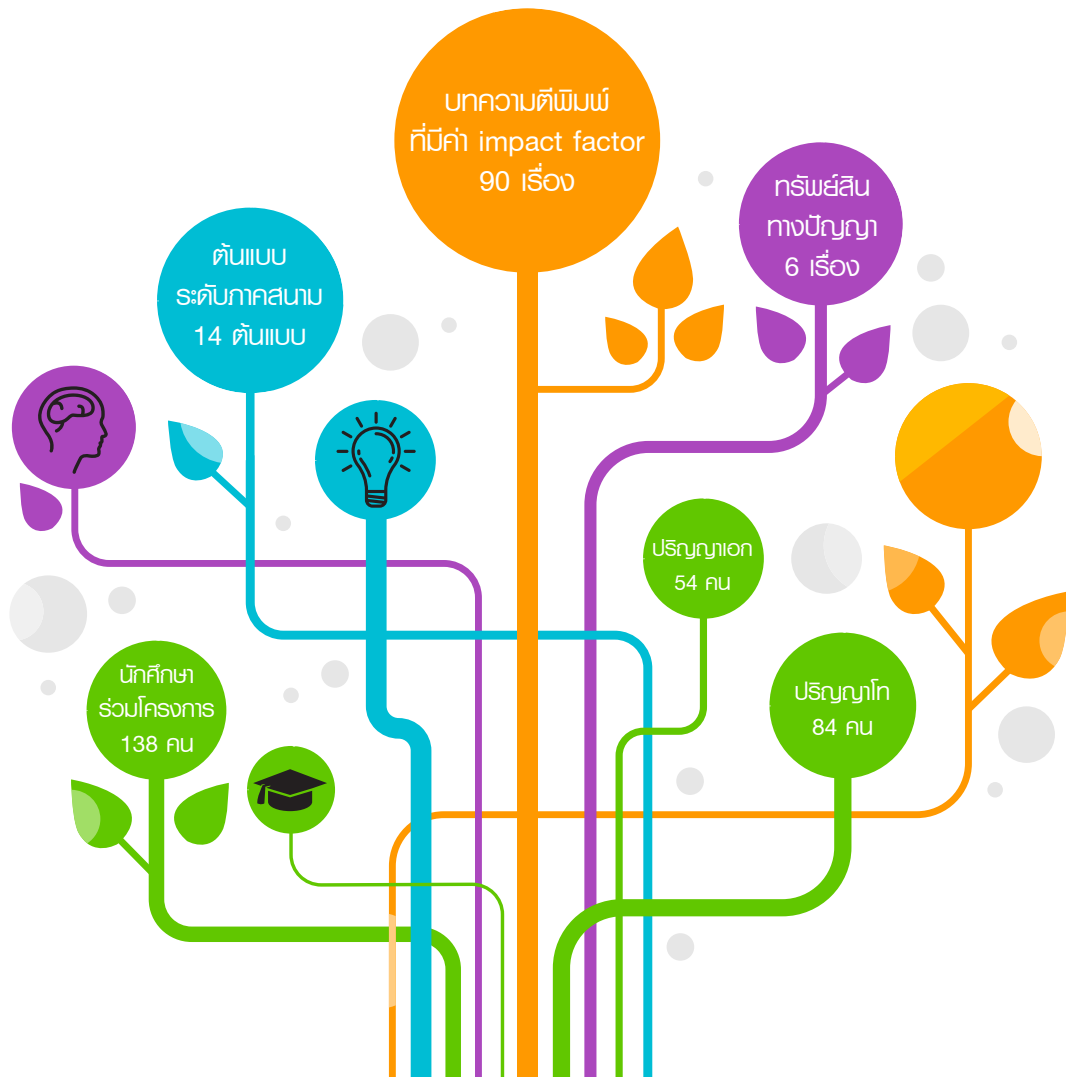 บทความตีพิมพ์
ที่มีค่า impact factor
90 เรื่อง
ทรัพย์สิน
ทางปัญญา
6 เรื่อง
ต้นแบบ
ระดับภาคสนาม
14 ต้นแบบ
ปริญญาเอก
54 คน
นักศึกษา
ร่วมโครงการ
138 คน
ปริญญาโท
84 คน